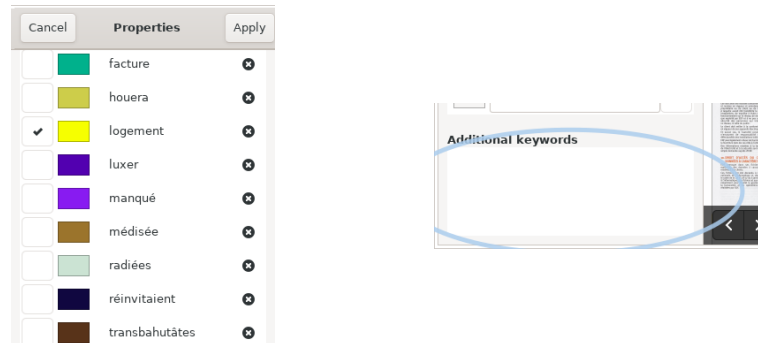 Cancel Properties Apply
facture
houera
logement
luxer
manqué
médisée
radiées
réinvitaient
transbahutâtes
Additional keywords